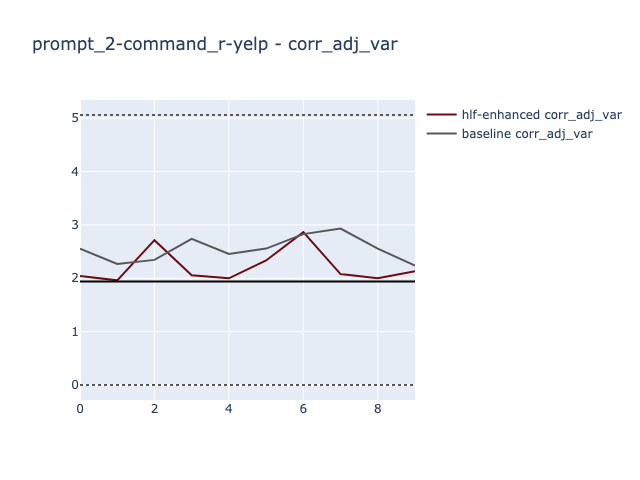 prompt_2-command_r-yelp - corr_adj_var
hlf-enhanced corr_adj_var
baseline corr_adj_var
5
4
3
2
1
0
0 2 4 6 8